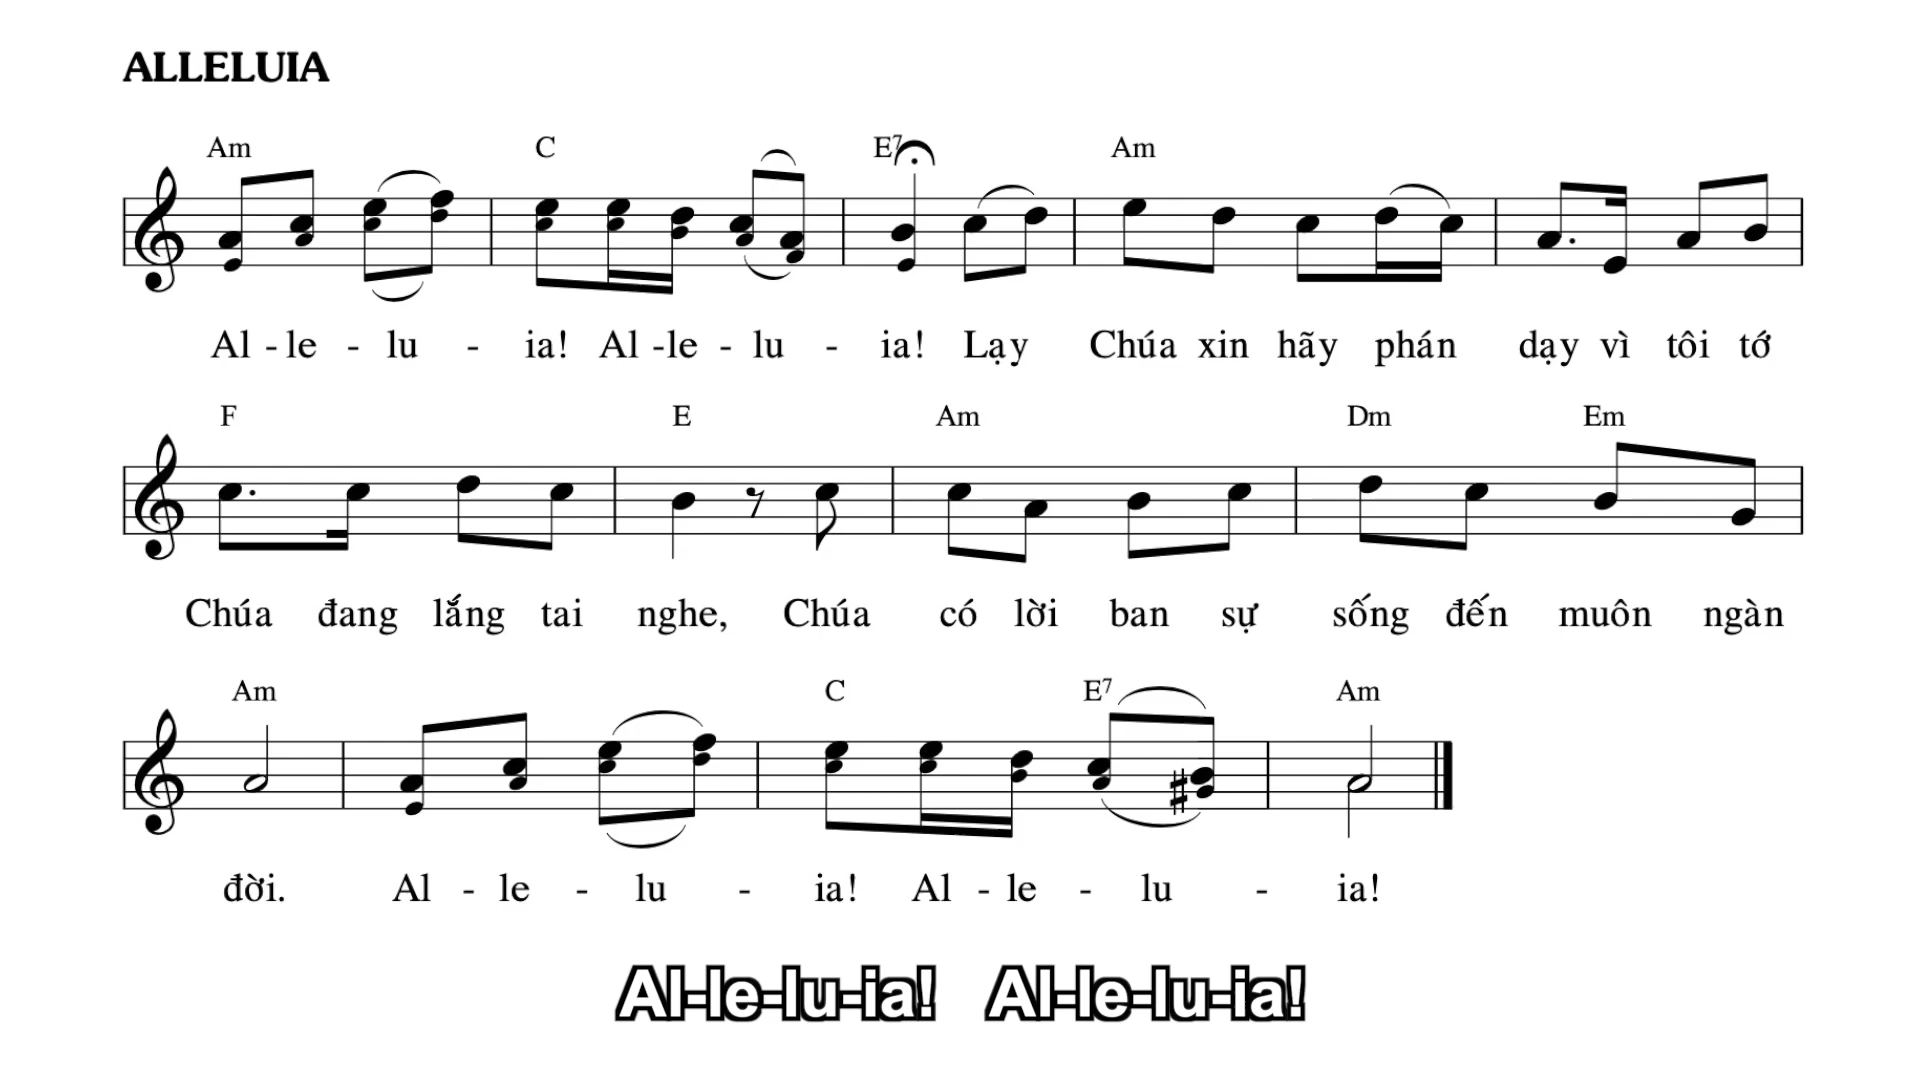 ALLELUIA
Am C E7 Am
Al - le - lu - ia! Al - le - lu - ia! Lạy Chúa xin hãy phán dạy vì tôi tớ
F E Am Dm Em
Chúa đang lắng tai nghe, Chúa có lời ban sự sống đến muôn ngàn
Am C E7 Am
đời. Al - le - lu - ia! Al - le - lu - ia!
Al-le-lu-ia! Al-le-lu-ia!